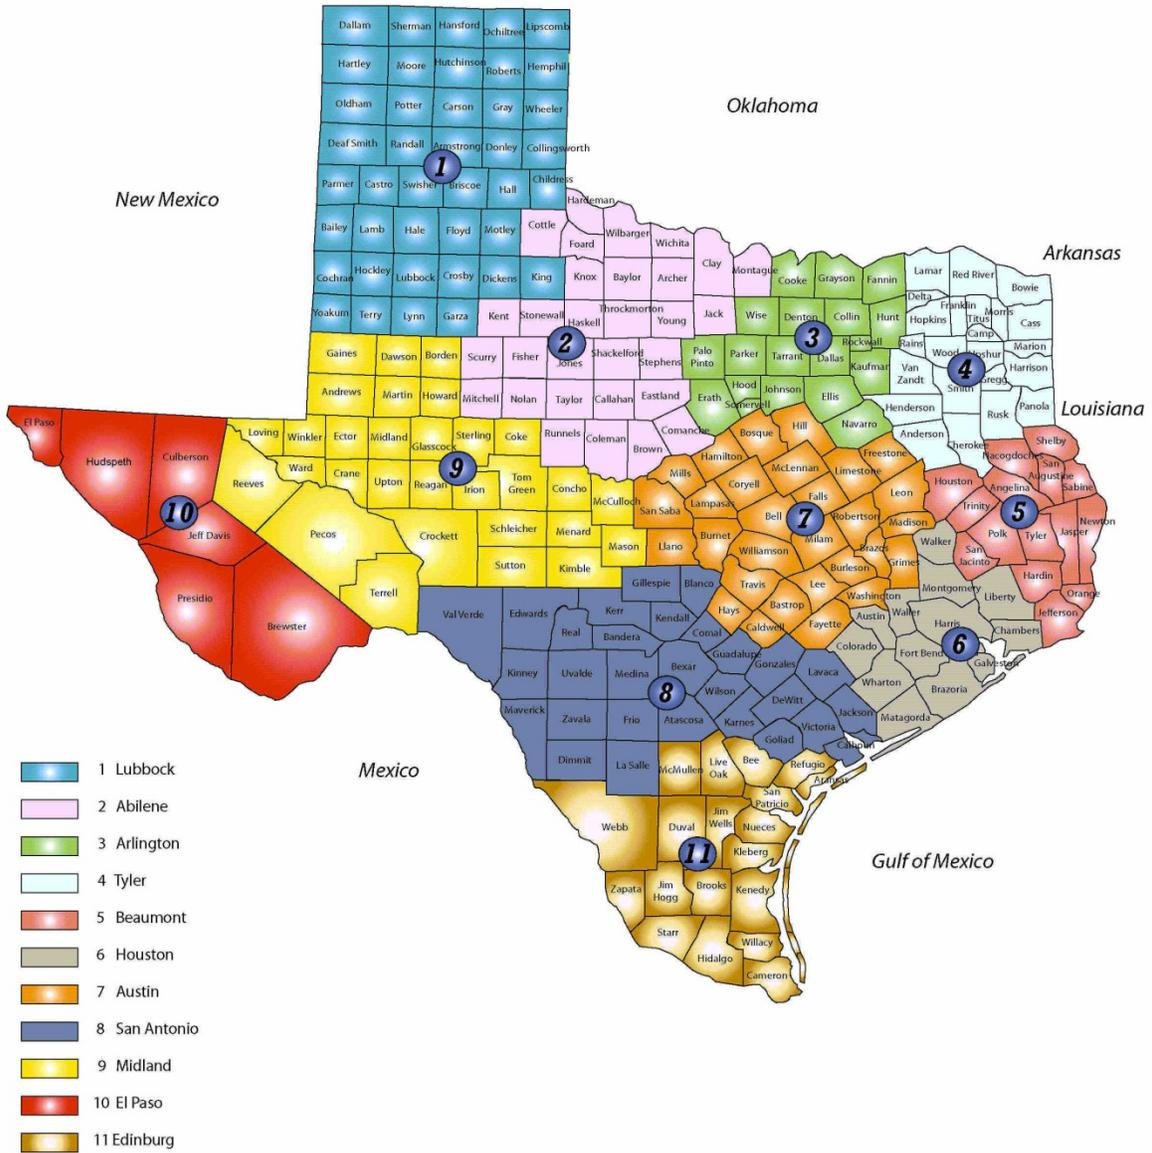 Dallam Sherman Hansford Ochiltree Lipscomb
Hartley Moore Hutchinson Roberts Hemphill
Oldham Potter Carson Gray Wheeler
Oklahoma
Deaf Smith Randall Armstrong Donley Collingsworth
1
Parmer Castro Swisher Briscoe Hall Childress
New Mexico
Hardeman
Bailey Lamb Hale Floyd Motley Cottle Foard Wilbarger Wichita
Clay Montague Cooke Grayson Fannin Lamar Red River Bowie
Arkansas
Cochran Hockley Lubbock Crosby Dickens King Knox Baylor Archer
Delta Franklin Titus Morris Cass
Yoakum Terry Lynn Garza Kent Stonewall Haskell Throckmorton Young Jack Wise Denton Collin Hunt Hopkins Camp
2 3 4
Rockwall Rains Wood Upshur Marion
Gaines Dawson Borden Scurry Fisher Jones Shackelford Stephens Palo Pinto Parker Tarrant Dallas Kaufman Van Zandt Smith Gregg Harrison
Andrews Martin Howard Mitchell Nolan Taylor Callahan Eastland Erath Hood Somervell Johnson Ellis Henderson Rusk Panola
Louisiana
El Paso Loving Winkler Ector Midland Glasscock Sterling Coke Runnels Coleman Brown Comanche Bosque Hill Navarro Anderson Cherokee Nacogdoches Shelby
Hudspeth Culberson Reeves Ward Crane Upton Reagan Irion Tom Green Concho McCulloch Mills Hamilton Coryell McLennan Limestone Freestone Leon Houston Angelina San Augustine Sabine
9
10 Jeff Davis Pecos Crockett Schleicher Menard Mason San Saba Lampasas Bell Falls Robertson Madison Trinity Polk Tyler Jasper Newton
7 5
Sutton Kimble Llano Burnet Williamson Milam Brazos Grimes Walker San Jacinto Hardin
Presidio Brewster Terrell Gillespie Blanco Travis Lee Burleson Washington Montgomery Liberty Orange
Val Verde Edwards Kerr Kendall Hays Bastrop Austin Waller Harris Chambers Jefferson
Real Bandera Comal Caldwell Fayette Colorado Fort Bend Galveston
6
Kinney Uvalde Medina Bexar Guadalupe Gonzales Lavaca Wharton Brazoria
8
Maverick Zavala Frio Atascosa Wilson Karnes DeWitt Victoria Jackson Matagorda
Dimmit La Salle McMullen Live Oak Bee Goliad Refugio Calhoun
Aransas
San Patricio
Mexico
Webb Duval Jim Wells Nueces
11 Kleberg
Gulf of Mexico
Zapata Jim Hogg Brooks Kenedy
Starr Hidalgo Willacy
Cameron
1 Lubbock
2 Abilene
3 Arlington
4 Tyler
5 Beaumont
6 Houston
7 Austin
8 San Antonio
9 Midland
10 El Paso
11 Edinburg